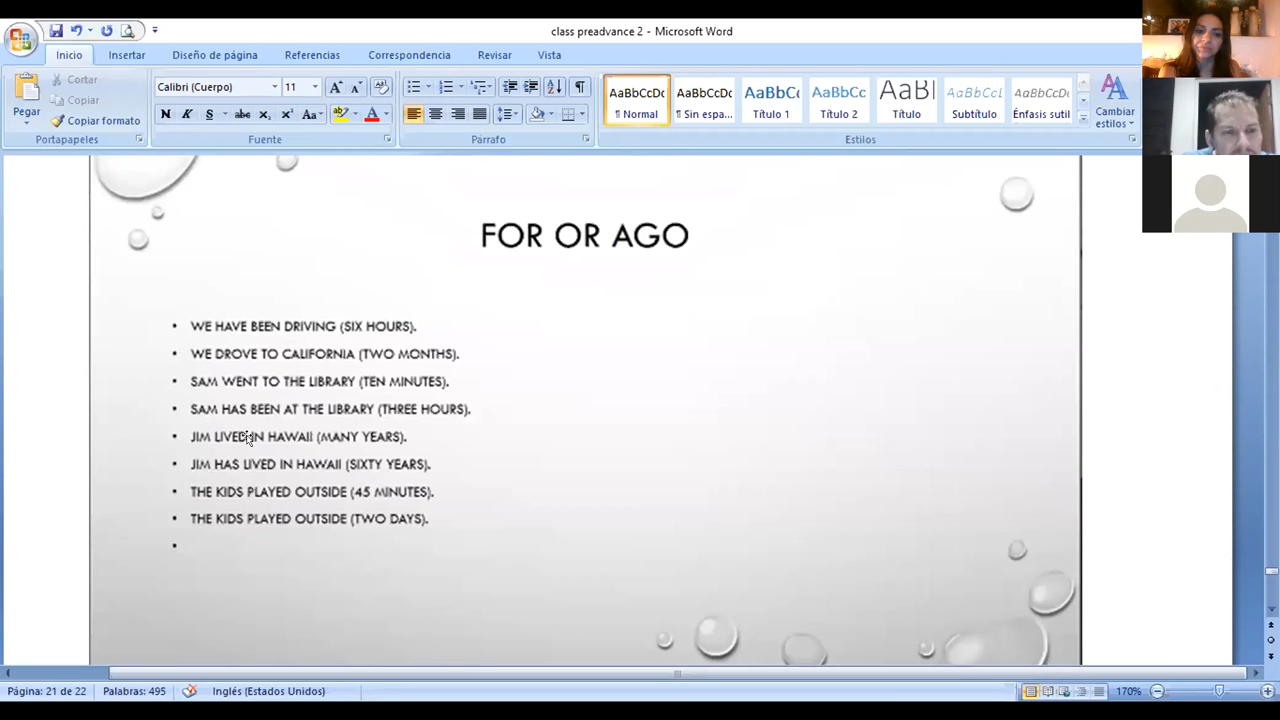 class preadvance 2 - Microsoft Word
Inicio Insertar Diseño de página Referencias Correspondencia Revisar Vista
Pegar
Cortar
Copiar
Copiar formato
Portapapeles
Calibri (Cuerpo) 11
N K S abc x₂ x² Aa
Fuente
Párrafo
AaBbCcDc AaBbCcDc AaBbC AaBbCc AaBl AaBbCcL AaBbCcDc
¶ Normal ¶ Sin espa... Título 1 Título 2 Título Subtítulo Énfasis sutil
Estilos
Cambiar
estilos
FOR OR AGO
• WE HAVE BEEN DRIVING (SIX HOURS).
• WE DROVE TO CALIFORNIA (TWO MONTHS).
• SAM WENT TO THE LIBRARY (TEN MINUTES).
• SAM HAS BEEN AT THE LIBRARY (THREE HOURS).
• JIM LIVED IN HAWAII (MANY YEARS).
• JIM HAS LIVED IN HAWAII (SIXTY YEARS).
• THE KIDS PLAYED OUTSIDE (45 MINUTES).
• THE KIDS PLAYED OUTSIDE (TWO DAYS).
•
Página: 21 de 22 Palabras: 495 Inglés (Estados Unidos) 170%